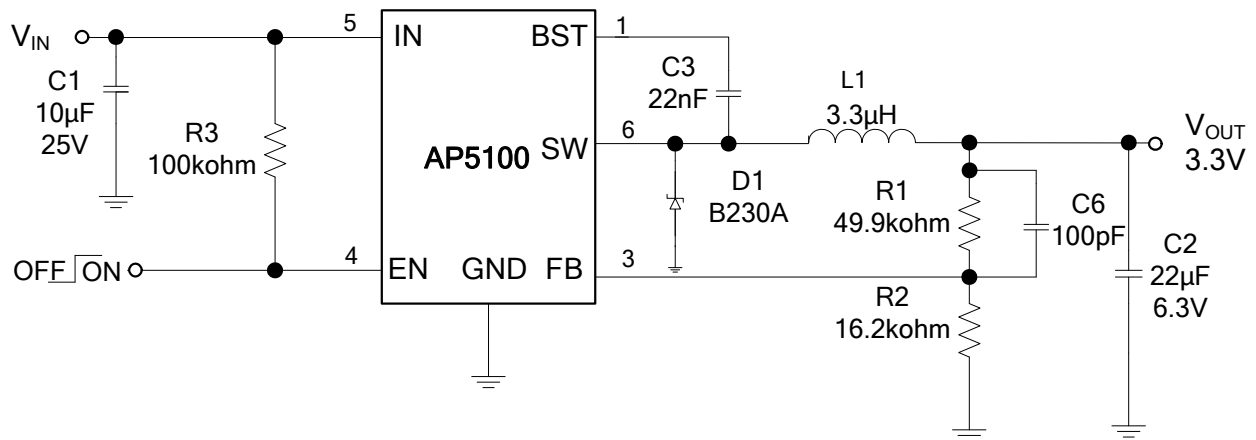 V_IN
5
IN
BST
1
C1
10µF
25V
R3
100kohm
C3
22nF
L1
3.3µH
6
SW
AP5100
V_OUT
3.3V
D1
B230A
R1
49.9kohm
C6
100pF
C2
22µF
6.3V
OFF ON
4
EN
GND
FB
3
R2
16.2kohm